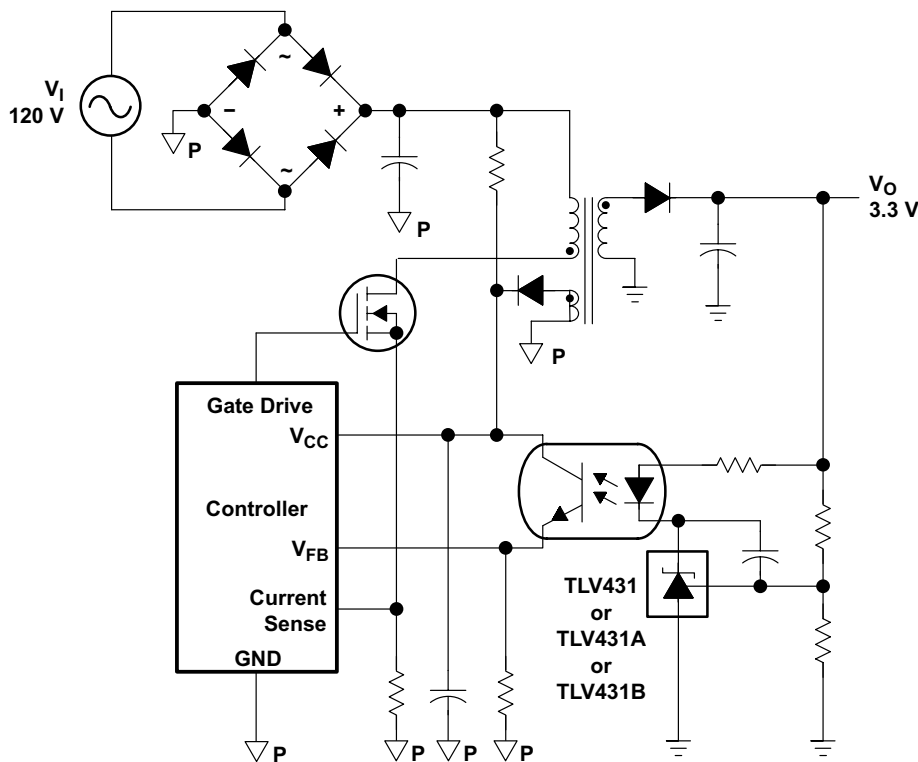 ~
V_I
120 V
−
+
P
~
P
V_O
3.3 V
P
Gate Drive
V_CC
Controller
V_FB
Current
Sense
GND
TLV431
or
TLV431A
or
TLV431B
P
P
P
P